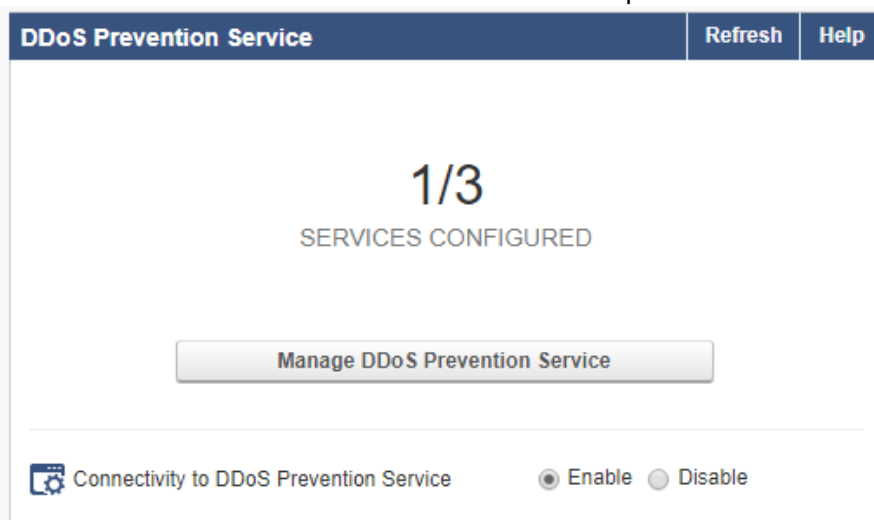 DDoS Prevention Service Refresh Help
1/3
SERVICES CONFIGURED
Manage DDoS Prevention Service
Connectivity to DDoS Prevention Service Enable Disable